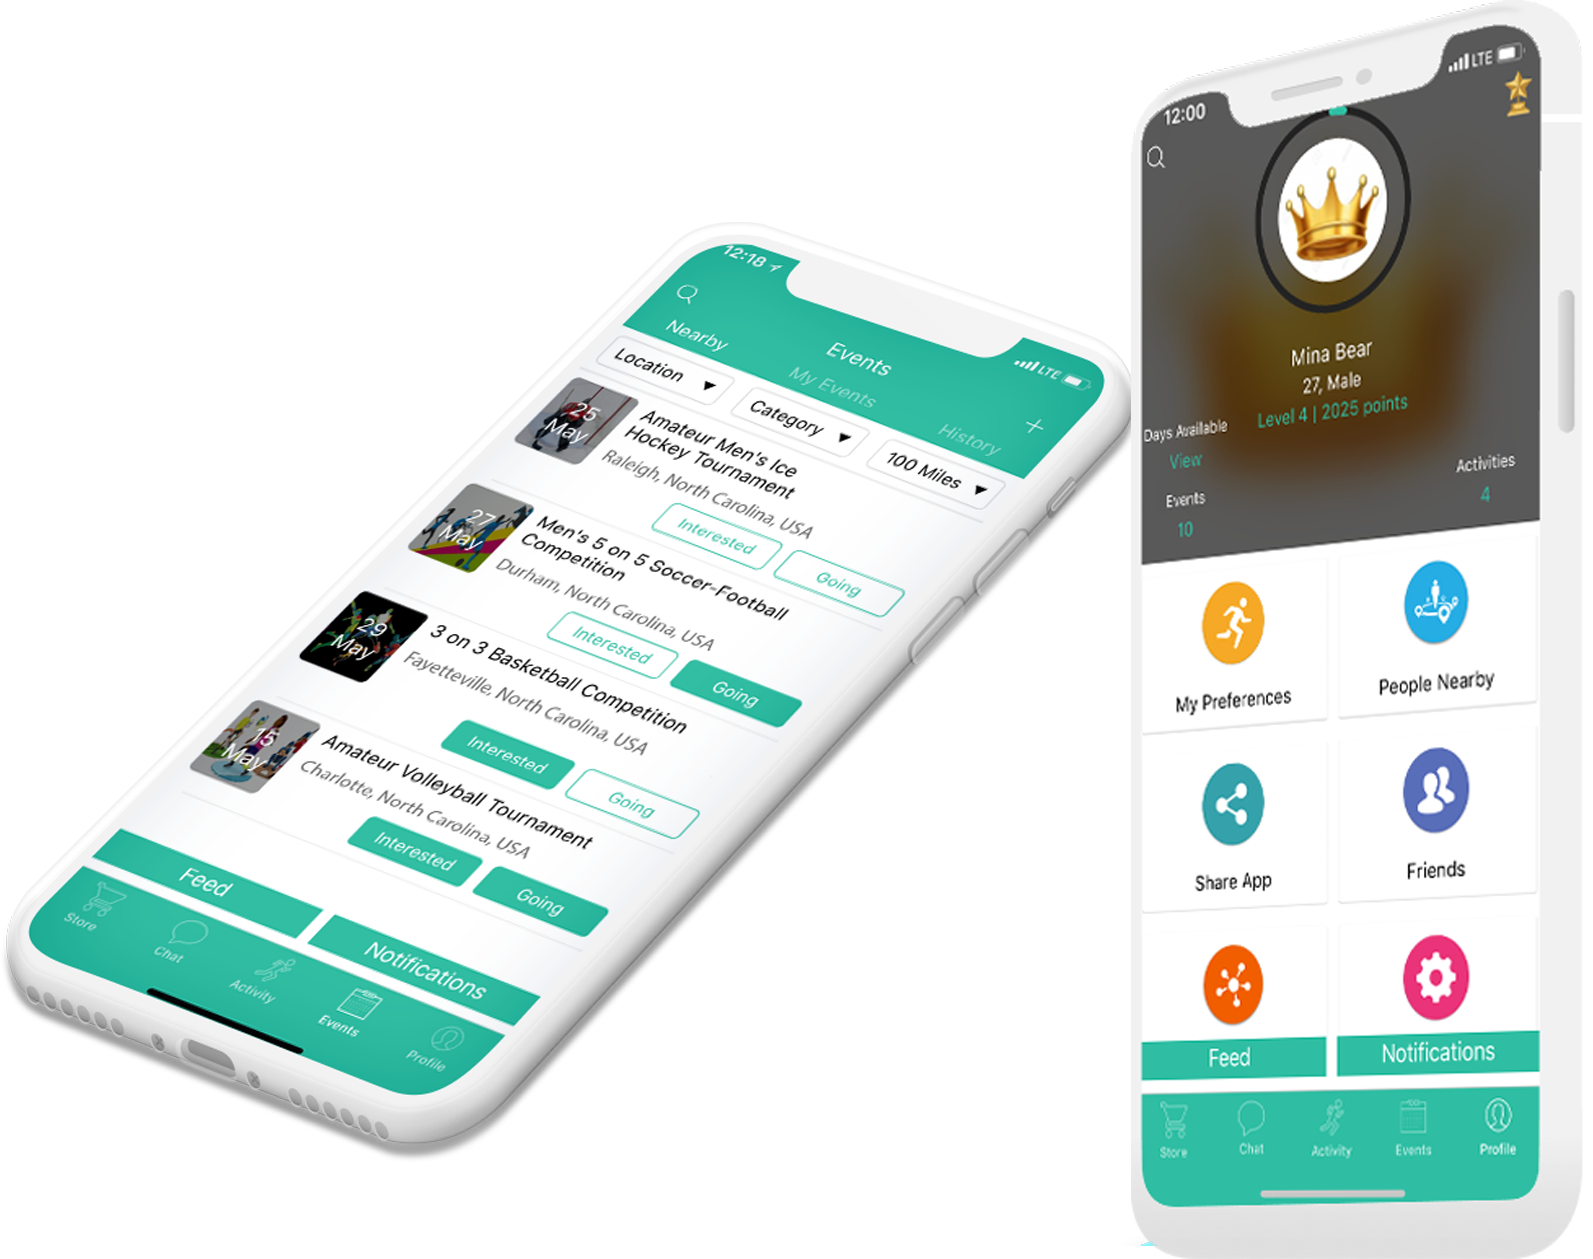 12:18
LTE
Events
Nearby
My Events
History
+
Location
Category
100 Miles
25
May
Amateur Men's Ice
Hockey Tournament
Raleigh, North Carolina, USA
Interested
Going
27
May
Men's 5 on 5 Soccer-Football
Competition
Durham, North Carolina, USA
Interested
Going
29
May
3 on 3 Basketball Competition
Fayetteville, North Carolina, USA
Interested
Going
15
May
Amateur Volleyball Tournament
Charlotte, North Carolina, USA
Interested
Going
Feed
Notifications
Store
Chat
Activity
Events
Profile
12:00
LTE
Mina Bear
27, Male
Level 4 | 2025 points
Days Available
View
Events
10
Activities
4
My Preferences
People Nearby
Share App
Friends
Feed
Notifications
Store
Chat
Activity
Events
Profile